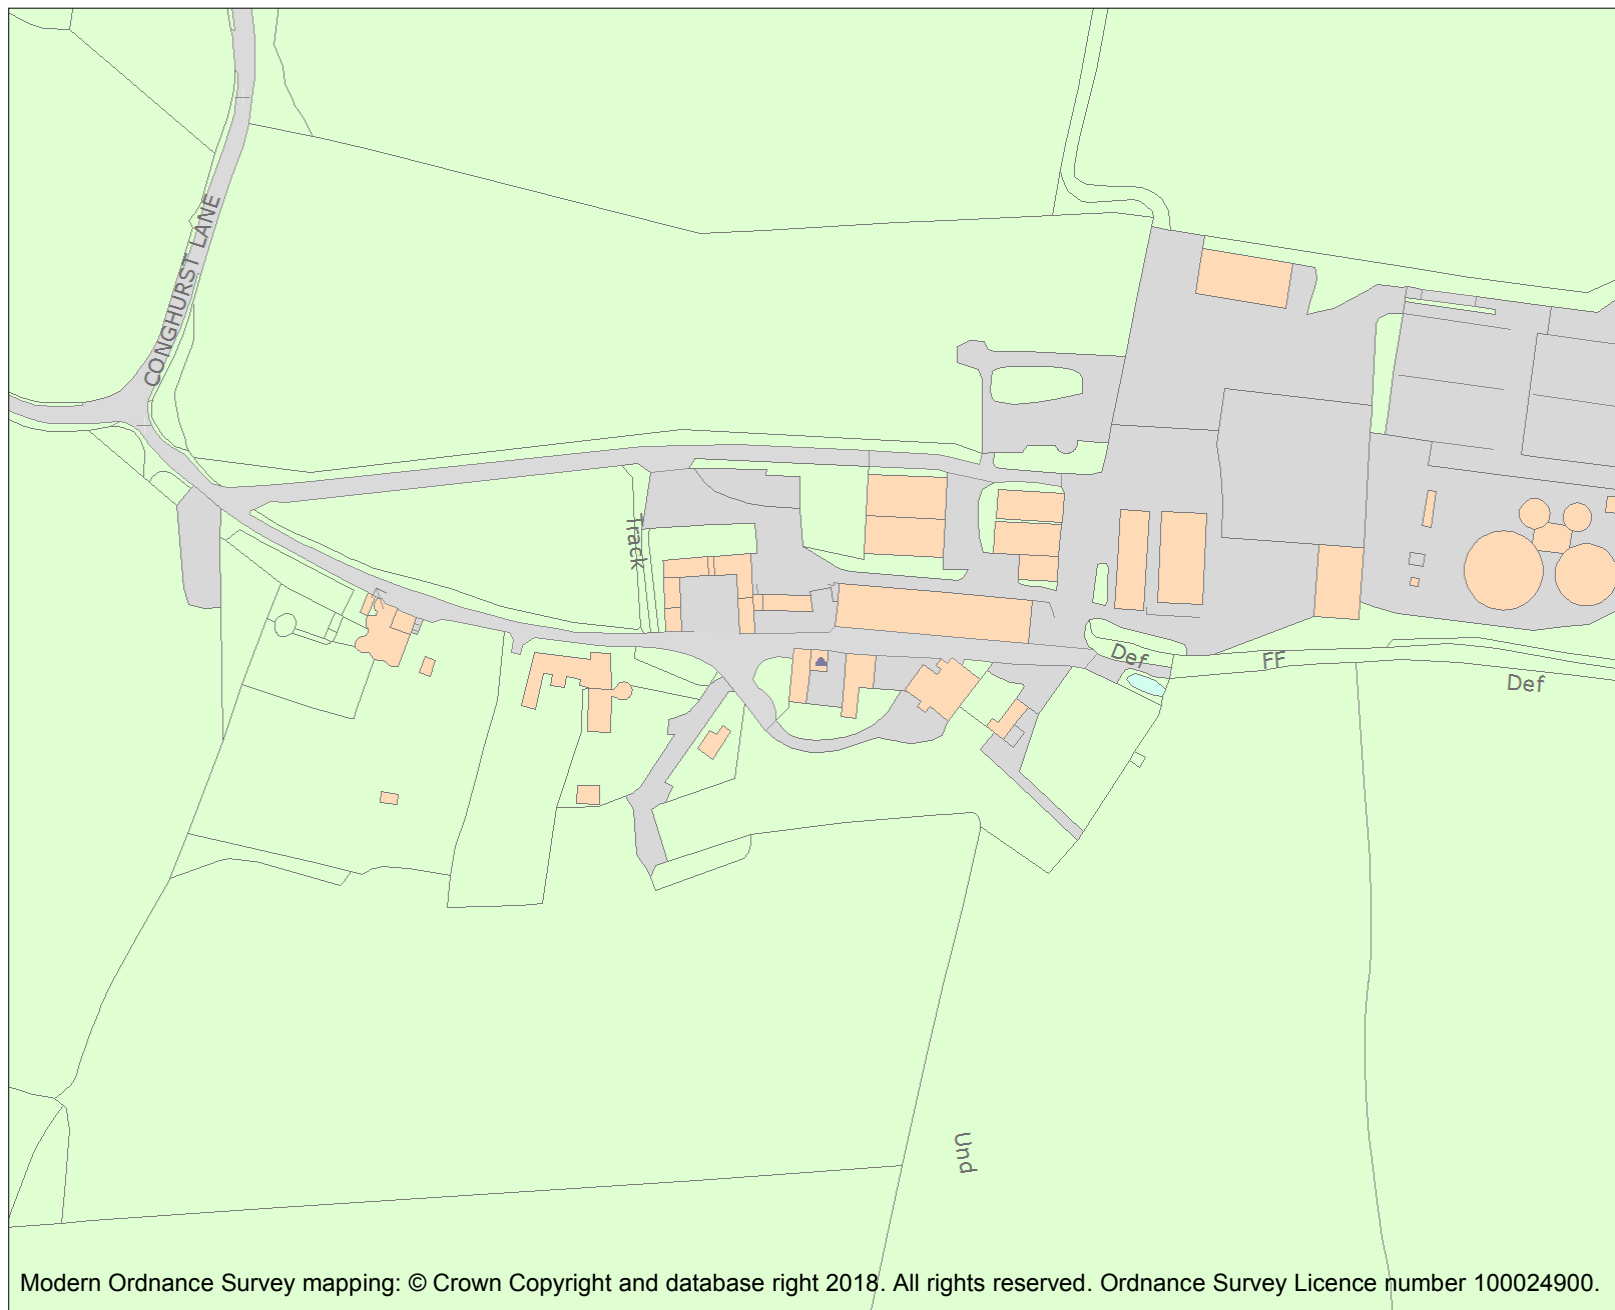 CONGHURST LANE
Track
Def
FF
Def
Und
Modern Ordnance Survey mapping: © Crown Copyright and database right 2018. All rights reserved. Ordnance Survey Licence number 100024900.